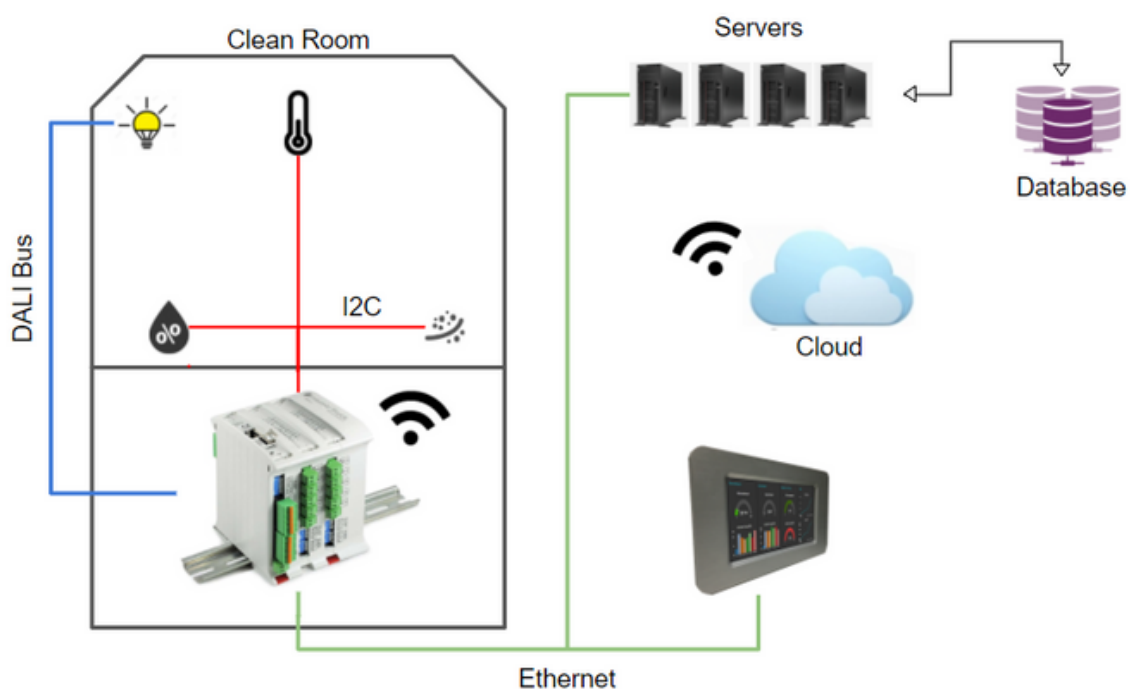 Clean Room
Servers
Database
DALI Bus
I2C
%
Cloud
Ethernet